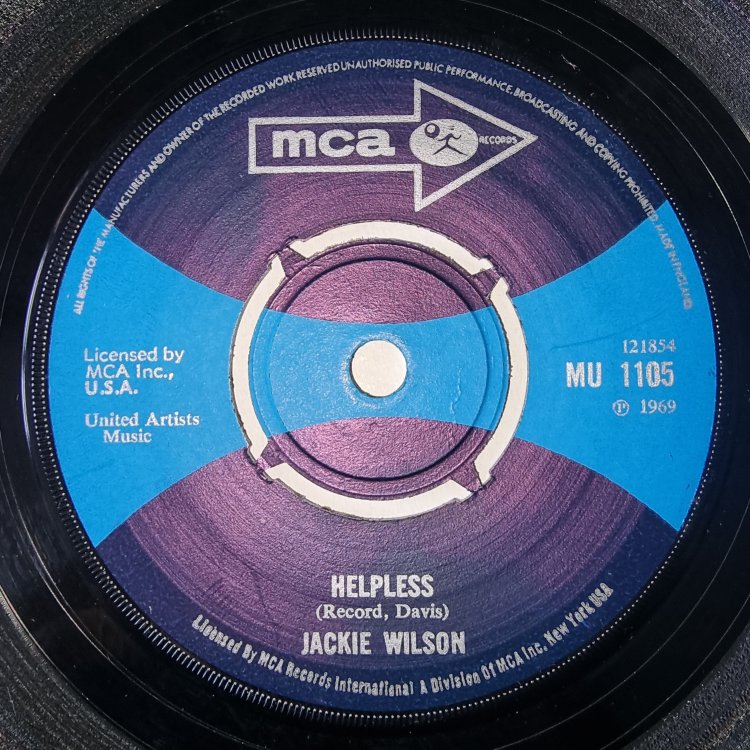 ALL RIGHTS OF THE MANUFACTURERS AND OWNER OF THE RECORDED WORK RESERVED UNAUTHORISED PUBLIC PERFORMANCE, BROADCASTING AND COPYING PROHIBITED. MADE IN ENGLAND
mca RECORDS
Licensed by
MCA Inc.,
U.S.A.
United Artists
Music
121854
MU 1105
℗ 1969
HELPLESS
(Record, Davis)
JACKIE WILSON
Licensed By MCA Records International A Division Of MCA Inc. New York USA